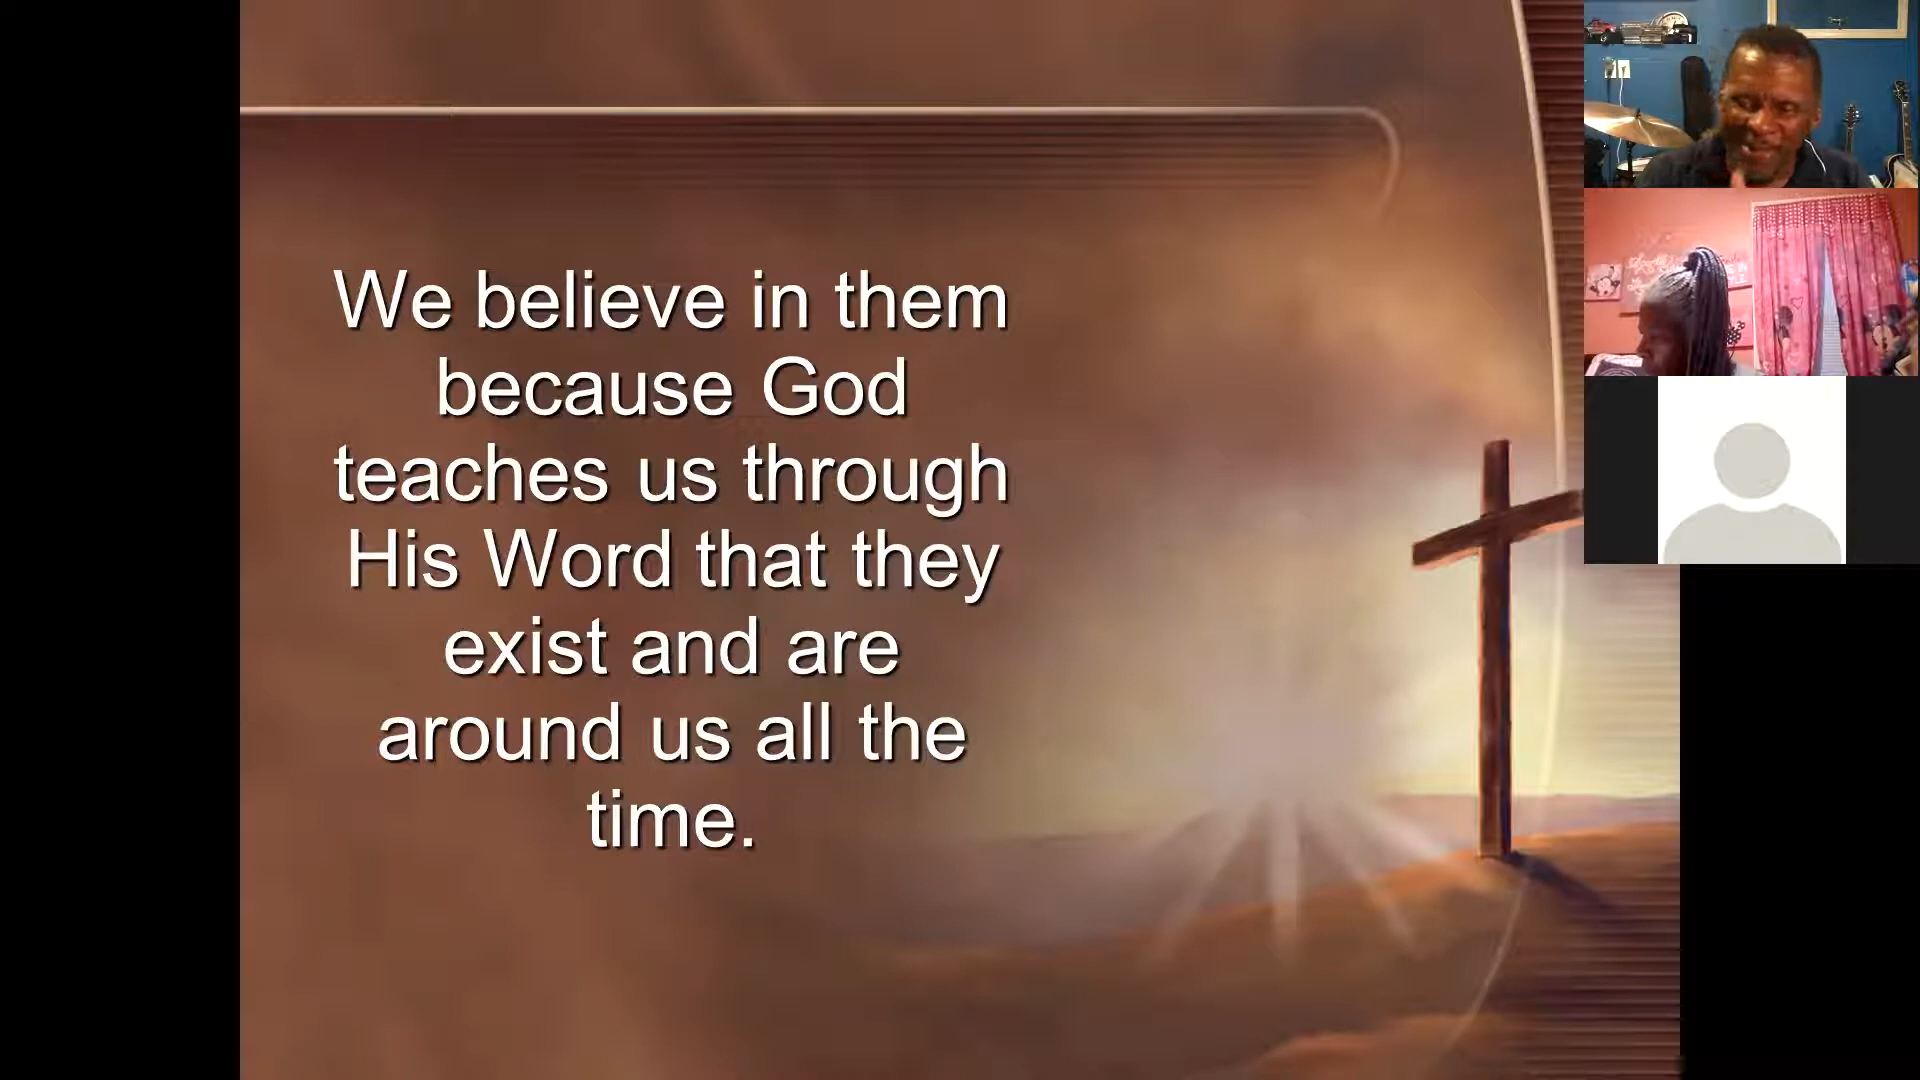 We believe in them
because God
teaches us through
His Word that they
exist and are
around us all the
time.